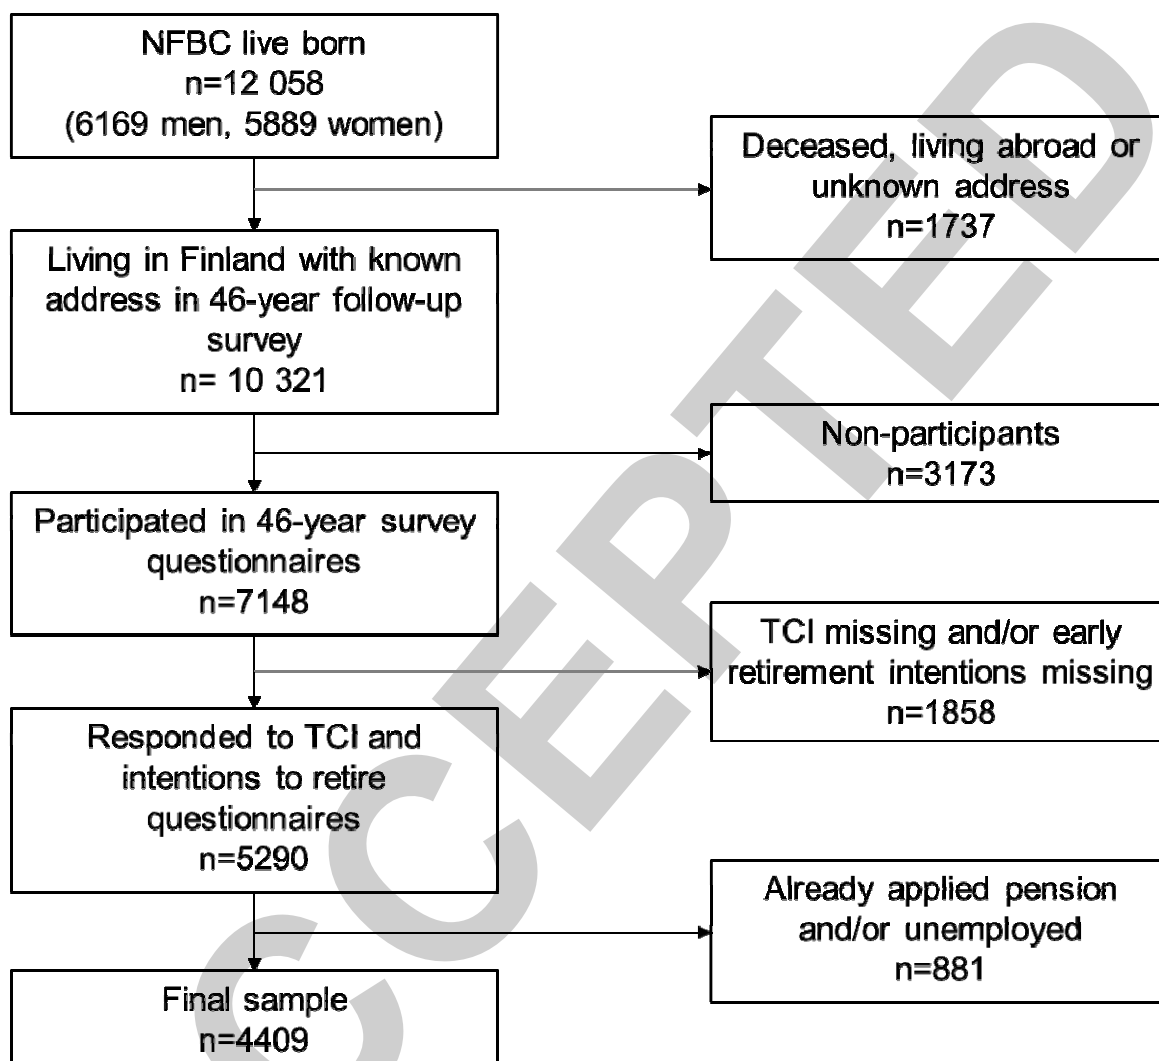 NFBC live born
n=12 058
(6169 men, 5889 women)
Deceased, living abroad or
unknown address
n=1737
Living in Finland with known
address in 46-year follow-up
survey
n= 10 321
Non-participants
n=3173
Participated in 46-year survey
questionnaires
n=7148
TCI missing and/or early
retirement intentions missing
n=1858
Responded to TCI and
intentions to retire
questionnaires
n=5290
Already applied pension
and/or unemployed
n=881
Final sample
n=4409
CCEPTED